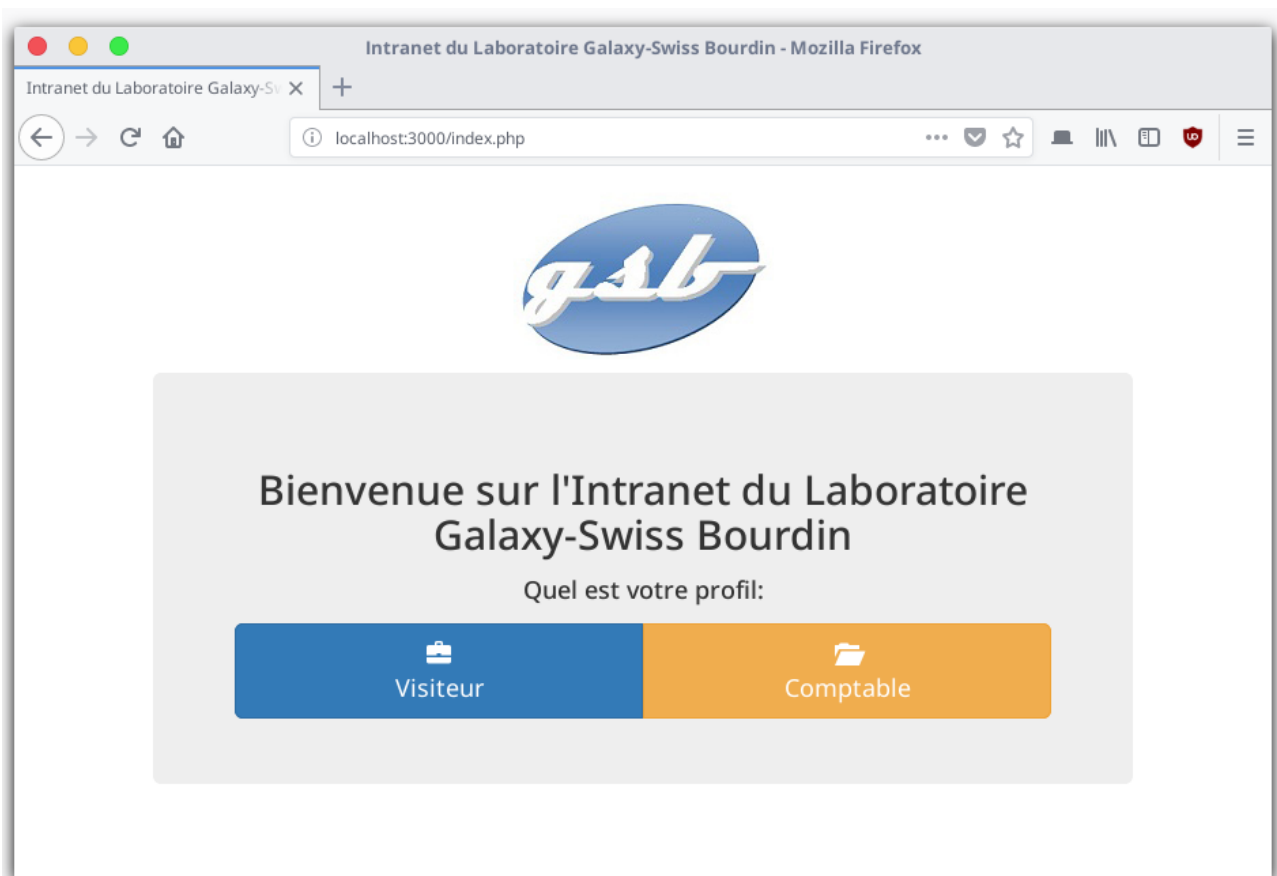 Intranet du Laboratoire Galaxy-Swiss Bourdin - Mozilla Firefox
Intranet du Laboratoire Galaxy-Sw
localhost:3000/index.php
gsb
Bienvenue sur l'Intranet du Laboratoire
Galaxy-Swiss Bourdin
Quel est votre profil:
Visiteur
Comptable